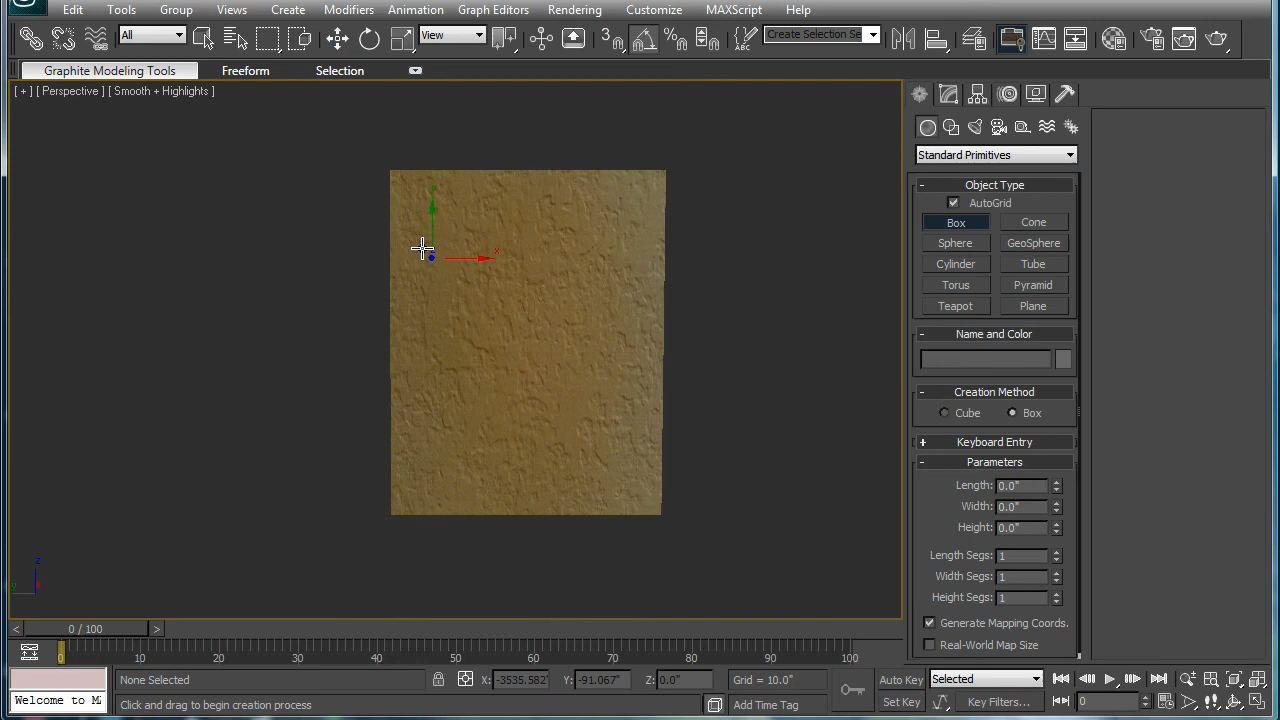 Edit Tools Group Views Create Modifiers Animation Graph Editors Rendering Customize MAXScript Help
All View 3 Create Selection Se
Graphite Modeling Tools Freeform Selection
[ + ] [ Perspective ] [ Smooth + Highlights ]
Standard Primitives
- Object Type
AutoGrid
Box Cone
Sphere GeoSphere
Cylinder Tube
Torus Pyramid
Teapot Plane
- Name and Color
- Creation Method
Cube Box
+ Keyboard Entry
- Parameters
Length: 0.0"
Width: 0.0"
Height: 0.0"
Length Segs: 1
Width Segs: 1
Height Segs: 1
Generate Mapping Coords.
Real-World Map Size
x
z
< 0 / 100 >
0 10 20 30 40 50 60 70 80 90 100
None Selected X: -3535.582" Y: -91.067" Z: 0.0" Grid = 10.0" Auto Key Selected
Welcome to M Click and drag to begin creation process Add Time Tag Set Key Key Filters... 0